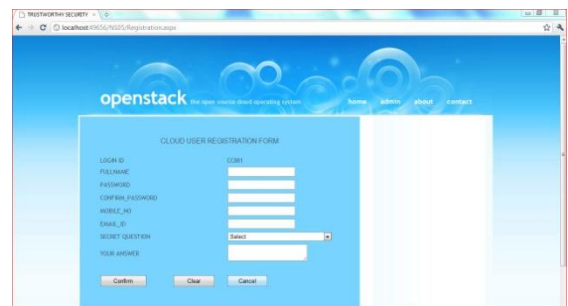 TRUSTWORTHY SECURITY
localhost:49656/NS05/Registration.aspx
openstack the open source cloud operating system
home admin about contact
CLOUD USER REGISTRATION FORM
LOGIN ID
FULLNAME
PASSWORD
CONFIRM_PASSWORD
MOBILE_NO
EMAIL_ID
SECRET QUESTION Select
YOUR ANSWER
Confirm Clear Cancel